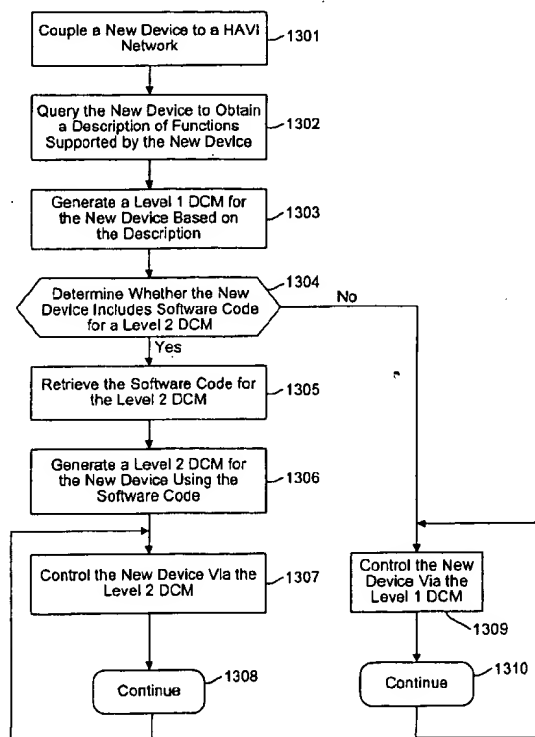 Couple a New Device to a HAVI
Network
1301
Query the New Device to Obtain
a Description of Functions
Supported by the New Device
1302
Generate a Level 1 DCM for
the New Device Based on
the Description
1303
1304
Determine Whether the New
Device Includes Software Code
for a Level 2 DCM
No
Yes
Retrieve the Software Code for
the Level 2 DCM
1305
Generate a Level 2 DCM for
the New Device Using the
Software Code
1306
Control the New Device Via the
Level 2 DCM
1307
Control the New
Device Via the
Level 1 DCM
1309
Continue
1308
Continue
1310